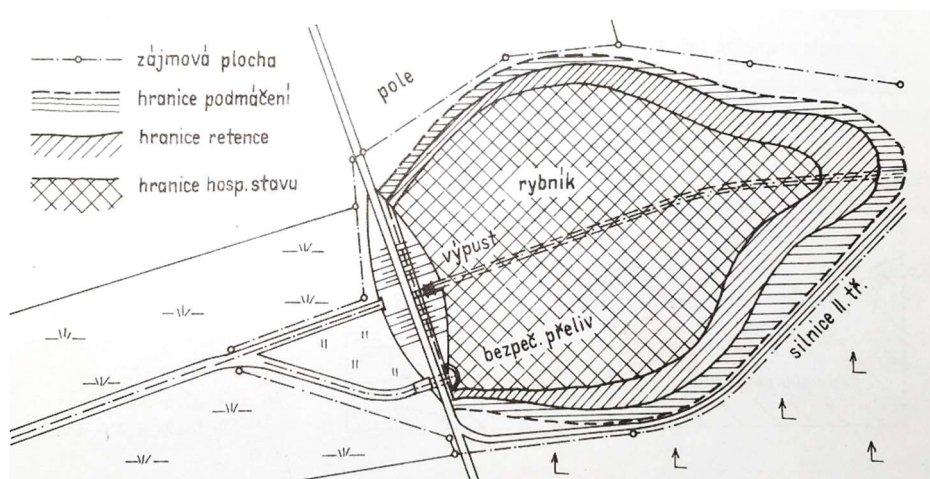 zájmová plocha
hranice podmáčení
hranice retence
hranice hosp. stavu
pole
rybník
výpust
bezpeč. přeliv
silnice II. tř.